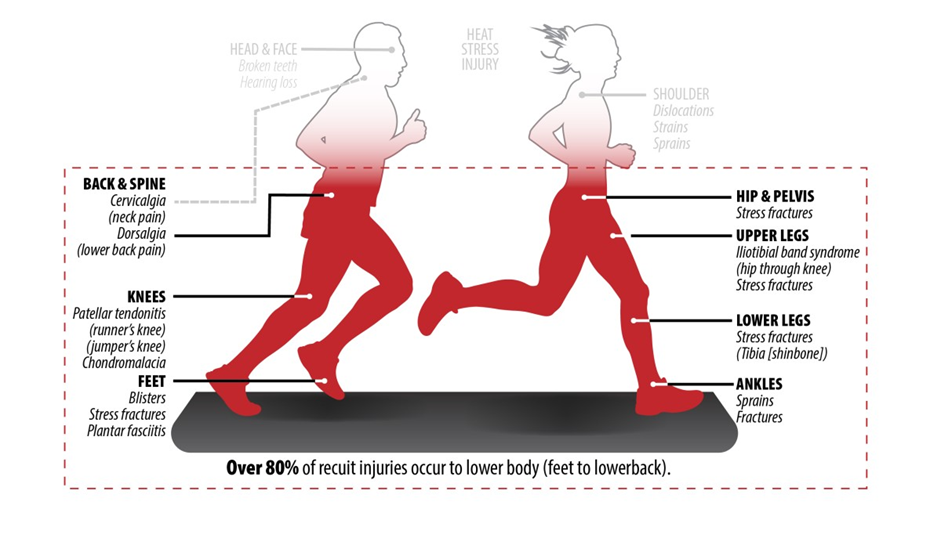 HEAD & FACE
Broken teeth
Hearing loss
HEAT
STRESS
INJURY
SHOULDER
Dislocations
Strains
Sprains
BACK & SPINE
Cervicalgia
(neck pain)
Dorsalgia
(lower back pain)
KNEES
Patellar tendonitis
(runner's knee)
(jumper's knee)
Chondromalacia
FEET
Blisters
Stress fractures
Plantar fasciitis
HIP & PELVIS
Stress fractures
UPPER LEGS
Iliotibial band syndrome
(hip through knee)
Stress fractures
LOWER LEGS
Stress fractures
(Tibia [shinbone])
ANKLES
Sprains
Fractures
Over 80% of recuit injuries occur to lower body (feet to lowerback).